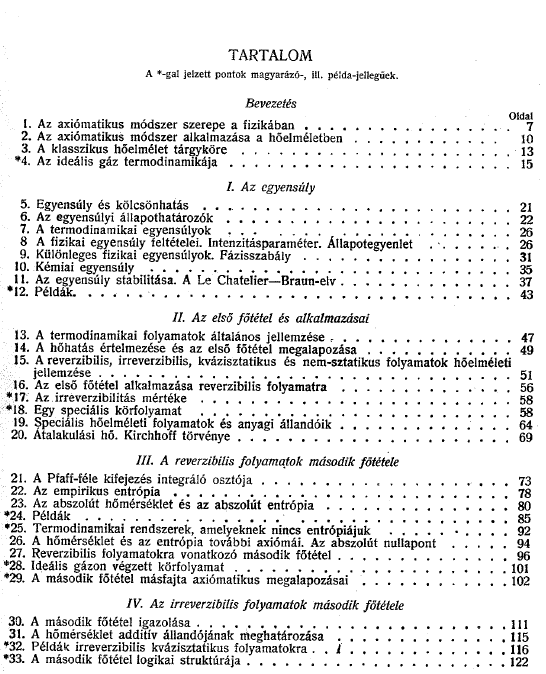 TARTALOM
A *-gal jelzett pontok magyarázó-, ill. példa-jellegűek.
Bevezetés
Oldal
1. Az axiómatikus módszer szerepe a fizikában . . . . . . . . . . . . . . . . 7
2. Az axiómatikus módszer alkalmazása a hőelméletben . . . . . . . . . . . . 10
3. A klasszikus hőelmélet tárgyköre . . . . . . . . . . . . . . . . 13
*4. Az ideális gáz termodinamikája . . . . . . . . . . . . . . . . 15
I. Az egyensúly
5. Egyensúly és kölcsönhatás . . . . . . . . . . . . . . . . 21
6. Az egyensúlyi állapothatározók . . . . . . . . . . . . . . . . 22
7. A termodinamikai egyensúlyok . . . . . . . . . . . . . . . . 26
8 A fizikai egyensúly feltételei. Intenzitásparaméter. Állapotegyenlet . . . . . . 26
9. Különleges fizikai egyensúlyok. Fázisszabály . . . . . . . . . . . . 31
10. Kémiai egyensúly . . . . . . . . . . . . . . . . 35
11. Az egyensúly stabilitása. A Le Chatelier—Braun-elv . . . . . . . . . . . . 37
*12. Példák. . . . . . . . . . . . . . . . 43
II. Az első főtétel és alkalmazásai
13. A termodinamikai folyamatok általános jellemzése . . . . . . . . . . . . 47
14. A hőhatás értelmezése és az első főtétel megalapozása . . . . . . . . . . 49
15. A reverzibilis, irreverzibilis, kvázisztatikus és nem-sztatikus folyamatok hőelméleti
jellemzése . . . . . . . . . . . . . . . . 51
16. Az első főtétel alkalmazása reverzibilis folyamatra . . . . . . . . . . . . 56
*17. Az irreverzibilitás mértéke . . . . . . . . . . . . . . . . 58
*18. Egy speciális körfolyamat . . . . . . . . . . . . . . . . 58
19. Speciális hőelméleti folyamatok és anyagi állandóik . . . . . . . . . . . . 64
20. Átalakulási hő. Kirchhoff törvénye . . . . . . . . . . . . . . . . 69
III. A reverzibilis folyamatok második főtétele
21. A Pfaff-féle kifejezés integráló osztója . . . . . . . . . . . . . . . . 73
22. Az empirikus entrópia . . . . . . . . . . . . . . . . 78
23. Az abszolút hőmérséklet és az abszolút entrópia . . . . . . . . . . . . 80
*24. Példák . . . . . . . . . . . . . . . . 85
*25. Termodinamikai rendszerek, amelyeknek nincs entrópiájuk . . . . . . . . . . 92
26. A hőmérséklet és az entrópia további axiómái. Az abszolút nullapont . . . . . . 94
27. Reverzibilis folyamatokra vonatkozó második főtétel . . . . . . . . . . . . 96
*28. Ideális gázon végzett körfolyamat . . . . . . . . . . . . . . . . 101
*29. A második főtétel másfajta axiómatikus megalapozásai . . . . . . . . . . . . 102
IV. Az irreverzibilis folyamatok második főtétele
30. A második főtétel igazolása . . . . . . . . . . . . . . . . 111
31. A hőmérséklet additív állandójának meghatározása . . . . . . . . . . . . 115
*32. Példák irreverzibilis kvázisztatikus folyamatokra . . . . . . . . . . . . 116
*33. A második főtétel logikai struktúrája . . . . . . . . . . . . . . . . 122